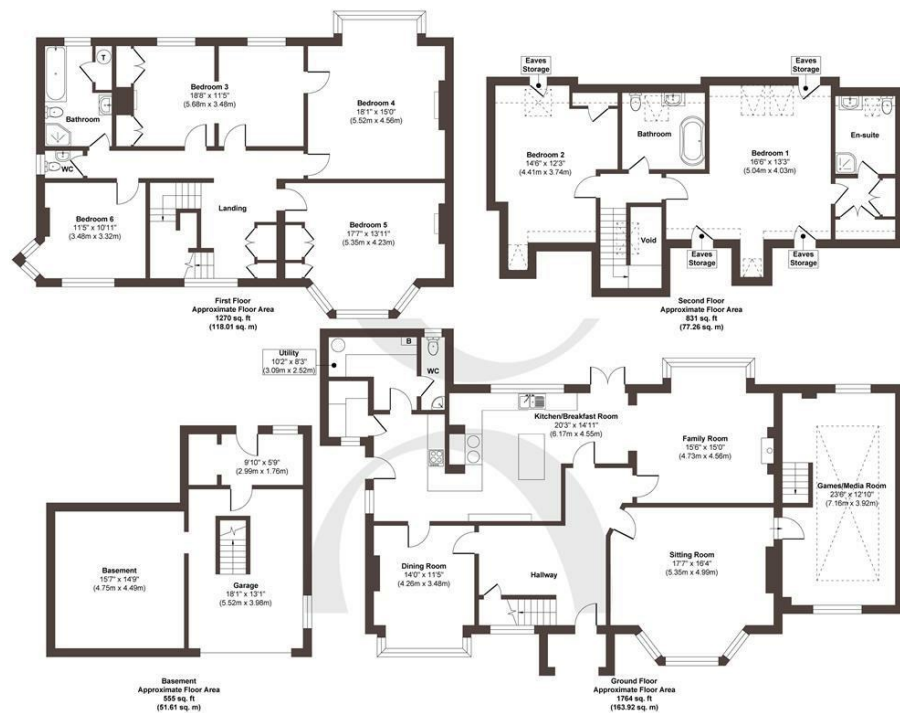 T
Bathroom
Bedroom 3
18'8" x 11'5"
(5.68m x 3.48m)
Bedroom 4
18'1" x 15'0"
(5.52m x 4.56m)
WC
Landing
Bedroom 6
11'5" x 10'11"
(3.48m x 3.32m)
Bedroom 5
17'7" x 13'11"
(5.35m x 4.23m)
First Floor
Approximate Floor Area
1270 sq. ft
(118.01 sq. m)
Eaves
Storage
Eaves
Storage
Bathroom
En-suite
Bedroom 2
14'6" x 12'3"
(4.41m x 3.74m)
Bedroom 1
16'6" x 13'3"
(5.04m x 4.03m)
Void
Eaves
Storage
Eaves
Storage
Second Floor
Approximate Floor Area
831 sq. ft
(77.26 sq. m)
Utility
10'2" x 8'3"
(3.09m x 2.52m)
B
WC
Kitchen/Breakfast Room
20'3" x 14'11"
(6.17m x 4.55m)
Family Room
15'6" x 15'0"
(4.73m x 4.56m)
Games/Media Room
23'6" x 12'10"
(7.16m x 3.92m)
Dining Room
14'0" x 11'5"
(4.26m x 3.48m)
Hallway
Sitting Room
17'7" x 16'4"
(5.35m x 4.99m)
Ground Floor
Approximate Floor Area
1764 sq. ft
(163.92 sq. m)
9'10" x 5'9"
(2.99m x 1.76m)
Basement
15'7" x 14'9"
(4.75m x 4.49m)
Garage
18'1" x 13'1"
(5.52m x 3.98m)
Basement
Approximate Floor Area
555 sq. ft
(51.61 sq. m)